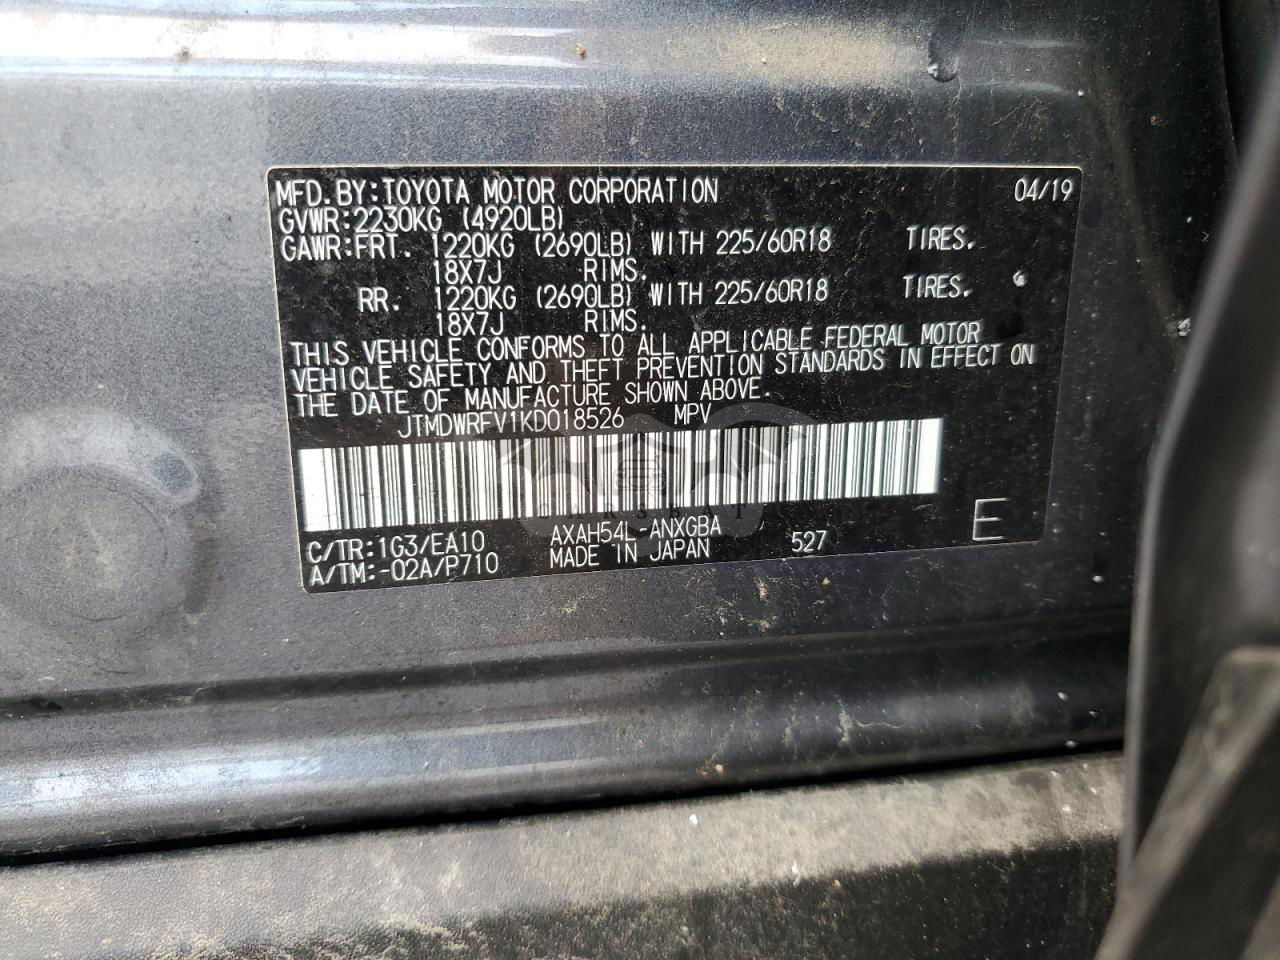 MFD.BY:TOYOTA MOTOR CORPORATION 04/19
GVWR:2230KG (4920LB)
GAWR:FRT. 1220KG (2690LB) WITH 225/60R18 TIRES.
18X7J RIMS.
RR. 1220KG (2690LB) WITH 225/60R18 TIRES.
18X7J RIMS.
THIS VEHICLE CONFORMS TO ALL APPLICABLE FEDERAL MOTOR
VEHICLE SAFETY AND THEFT PREVENTION STANDARDS IN EFFECT ON
THE DATE OF MANUFACTURE SHOWN ABOVE.
JTMDWRFV1KD018526 MPV
C/TR:1G3/EA10 AXAH54L-ANXGBA 527 E
A/TM:-02A/P710 MADE IN JAPAN